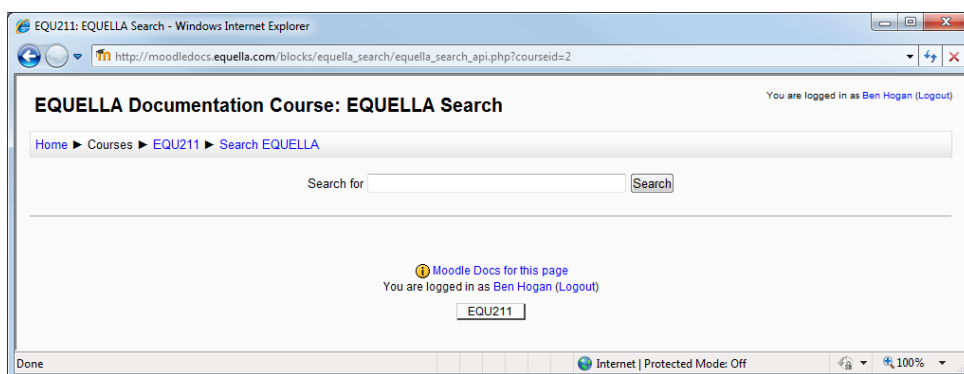 EQU211: EQUELLA Search - Windows Internet Explorer
http://moodledocs.equella.com/blocks/equella_search/equella_search_api.php?courseid=2
EQUELLA Documentation Course: EQUELLA Search
You are logged in as Ben Hogan (Logout)
Home ► Courses ► EQU211 ► Search EQUELLA
Search for Search
Moodle Docs for this page
You are logged in as Ben Hogan (Logout)
EQU211
Done Internet | Protected Mode: Off 100%